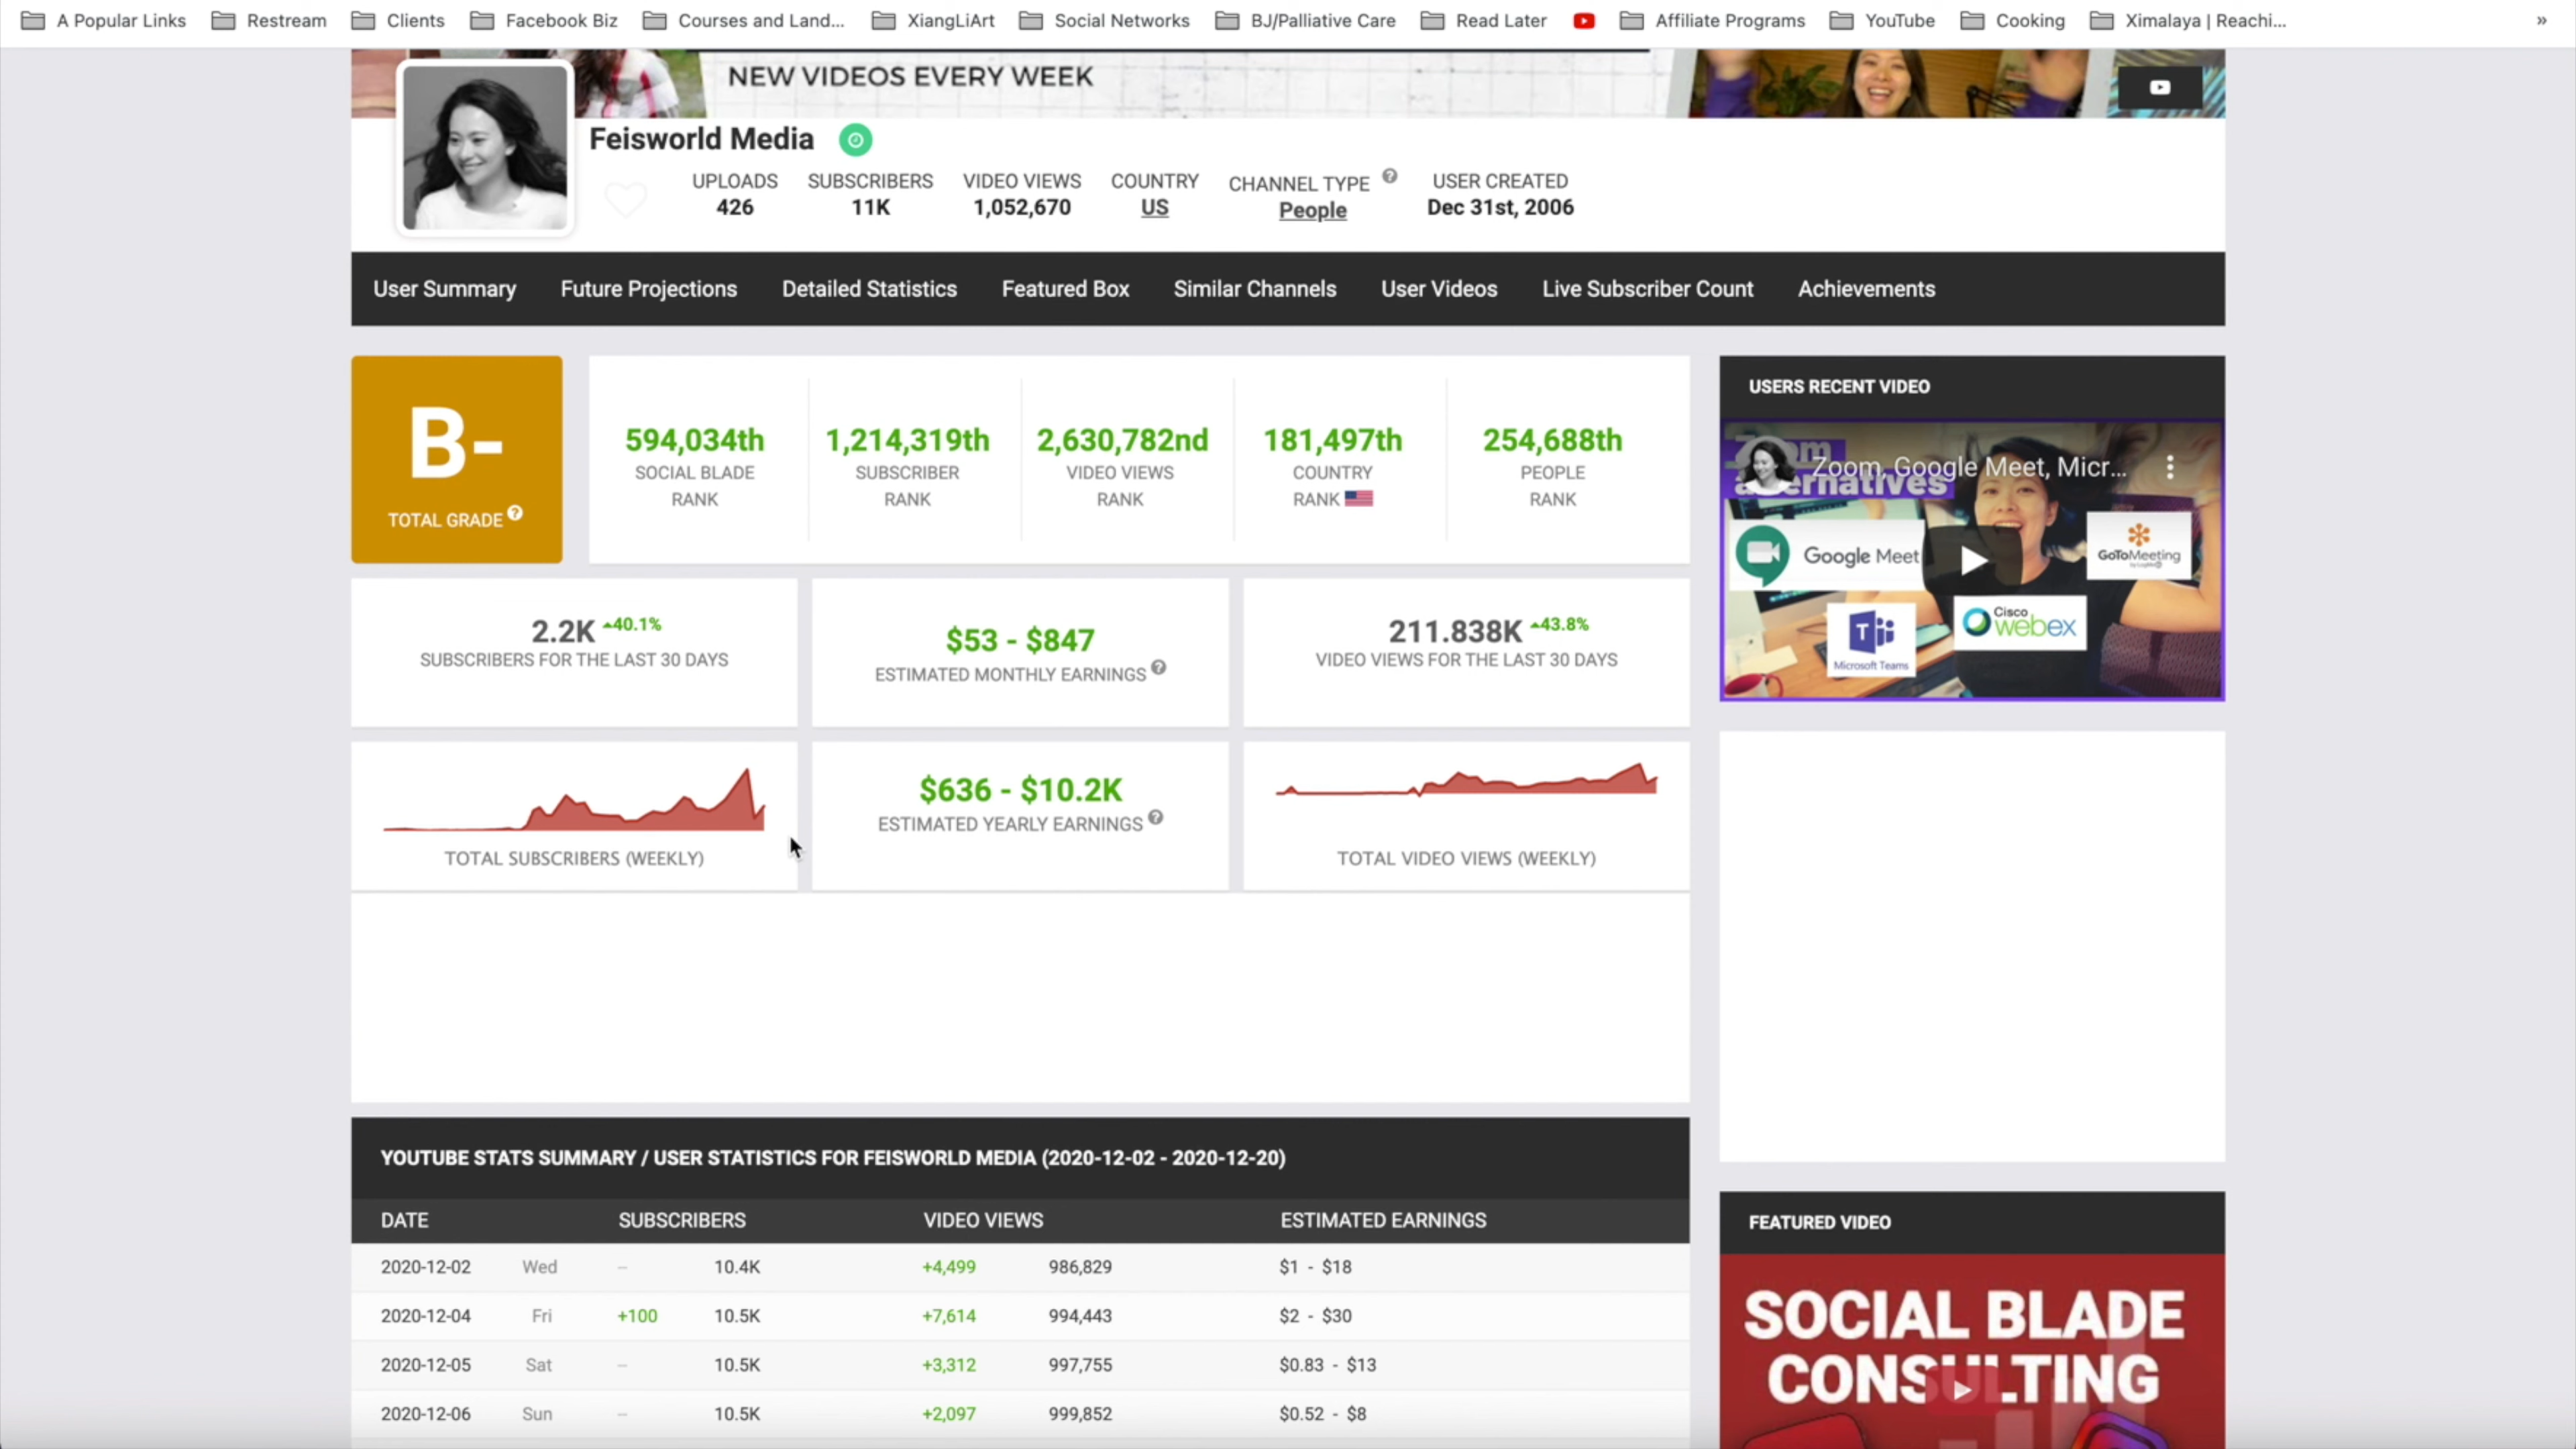 A Popular Links Restream Clients Facebook Biz Courses and Land... XiangLiArt Social Networks BJ/Palliative Care Read Later Affiliate Programs YouTube Cooking Ximalaya | Reachi... »
NEW VIDEOS EVERY WEEK
Feisworld Media
UPLOADS SUBSCRIBERS VIDEO VIEWS COUNTRY CHANNEL TYPE ? USER CREATED
426 11K 1,052,670 US People Dec 31st, 2006
User Summary Future Projections Detailed Statistics Featured Box Similar Channels User Videos Live Subscriber Count Achievements
B-
TOTAL GRADE ?
594,034th
SOCIAL BLADE
RANK
1,214,319th
SUBSCRIBER
RANK
2,630,782nd
VIDEO VIEWS
RANK
181,497th
COUNTRY
RANK
254,688th
PEOPLE
RANK
USERS RECENT VIDEO
Zoom, Google Meet, Micr...
Google Meet
GoToMeeting
Microsoft Teams
Cisco
webex
2.2K 40.1%
SUBSCRIBERS FOR THE LAST 30 DAYS
$53 - $847
ESTIMATED MONTHLY EARNINGS ?
211.838K 43.8%
VIDEO VIEWS FOR THE LAST 30 DAYS
TOTAL SUBSCRIBERS (WEEKLY)
$636 - $10.2K
ESTIMATED YEARLY EARNINGS ?
TOTAL VIDEO VIEWS (WEEKLY)
YOUTUBE STATS SUMMARY / USER STATISTICS FOR FEISWORLD MEDIA (2020-12-02 - 2020-12-20)
DATE SUBSCRIBERS VIDEO VIEWS ESTIMATED EARNINGS
2020-12-02 Wed -- 10.4K +4,499 986,829 $1 - $18
2020-12-04 Fri +100 10.5K +7,614 994,443 $2 - $30
2020-12-05 Sat -- 10.5K +3,312 997,755 $0.83 - $13
2020-12-06 Sun -- 10.5K +2,097 999,852 $0.52 - $8
FEATURED VIDEO
SOCIAL BLADE
CONSULTING